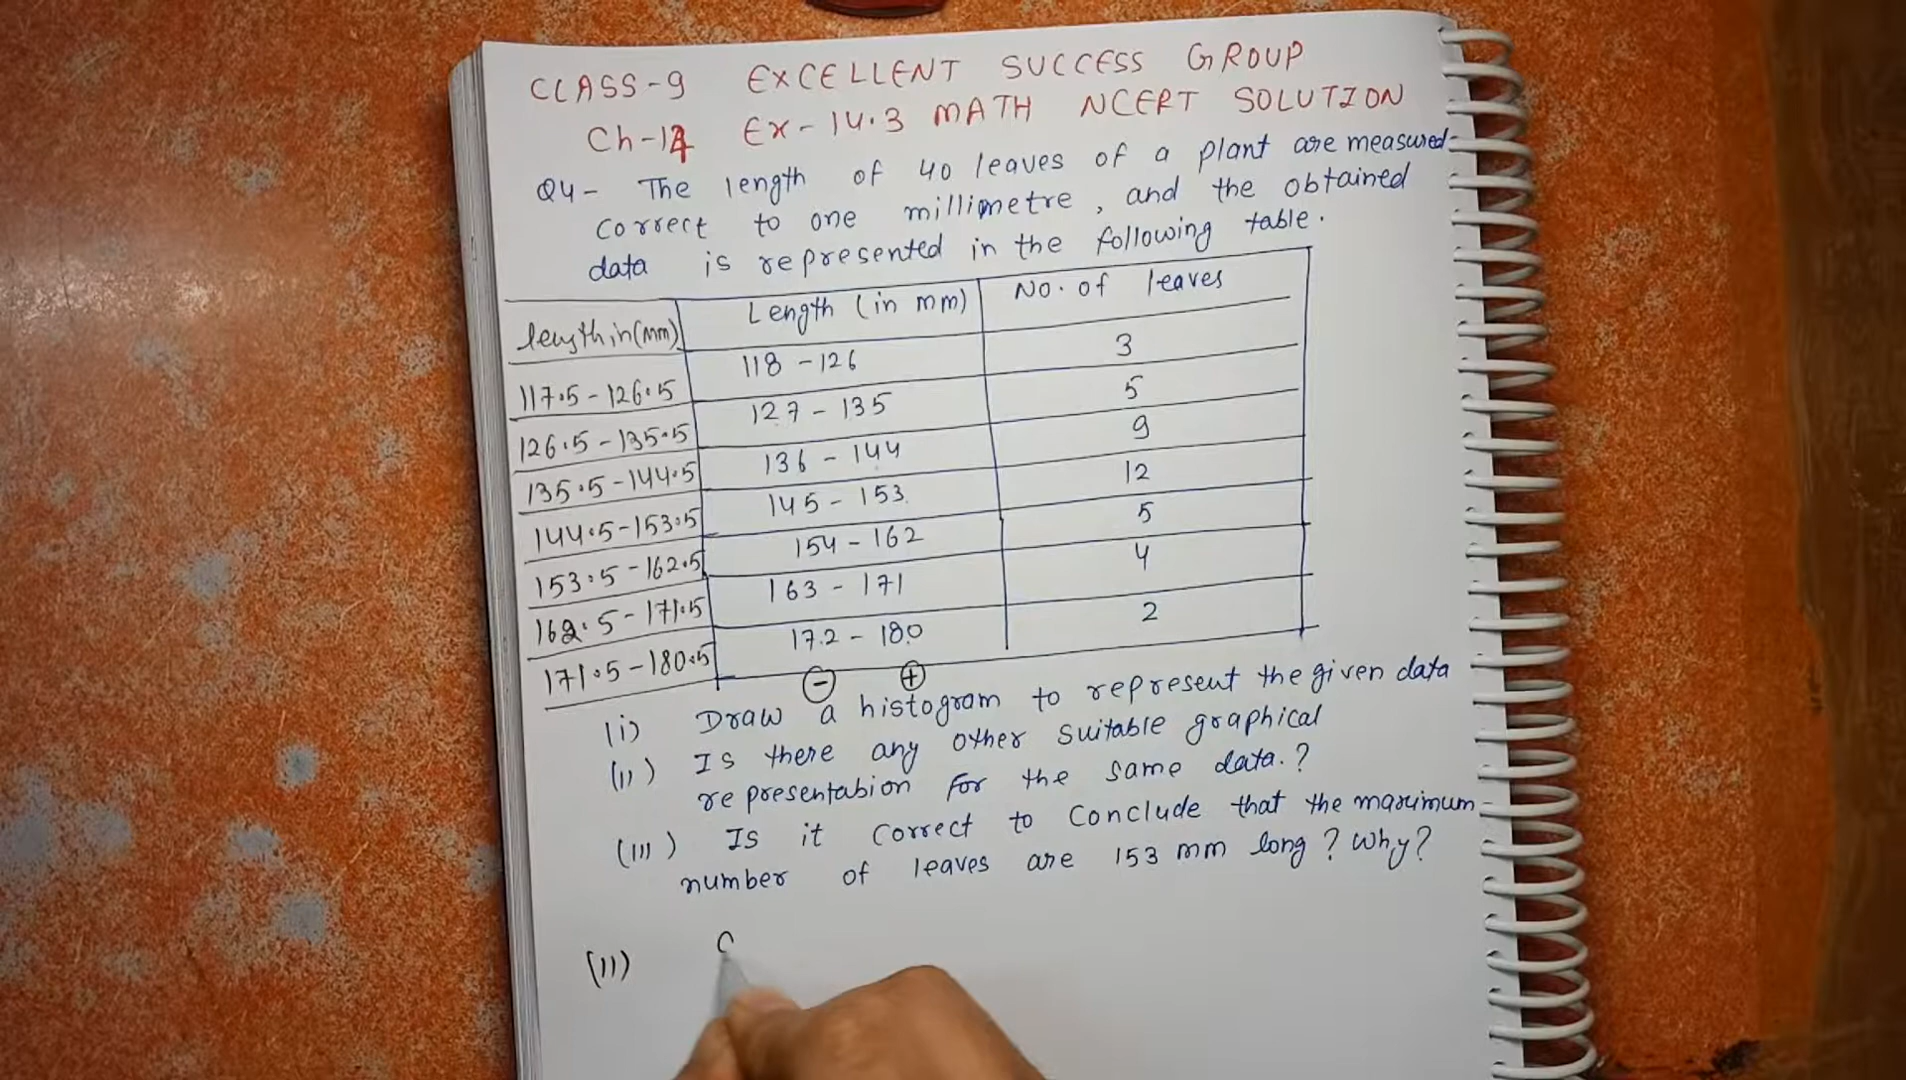 CLASS-9 EXCELLENT SUCCESS GROUP
Ch-14 Ex-14.3 MATH NCERT SOLUTION
Q4- The length of 40 leaves of a plant are measured
correct to one millimetre, and the obtained
data is represented in the following table.
length in (mm) Length (in mm) No. of leaves
117.5-126.5 118-126 3
126.5-135.5 127-135 5
135.5-144.5 136-144 9
144.5-153.5 145-153 12
153.5-162.5 154-162 5
162.5-171.5 163-171 4
171.5-180.5 172-180 2
- +
(i) Draw a histogram to represent the given data
(ii) Is there any other suitable graphical
representation for the same data.?
(iii) Is it correct to conclude that the maximum
number of leaves are 153 mm long? Why?
(ii)